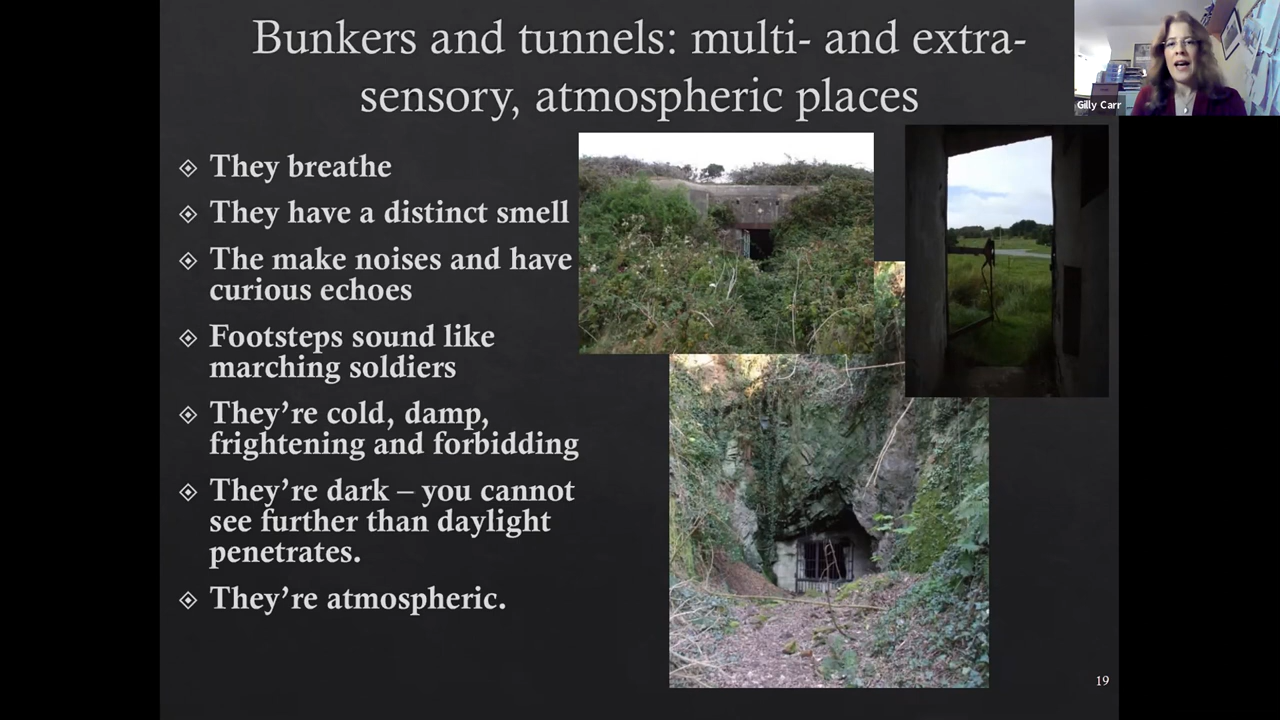 Bunkers and tunnels: multi- and extra-
sensory, atmospheric places
Gilly Carr
They breathe
They have a distinct smell
The make noises and have
curious echoes
Footsteps sound like
marching soldiers
They’re cold, damp,
frightening and forbidding
They’re dark – you cannot
see further than daylight
penetrates.
They’re atmospheric.
19